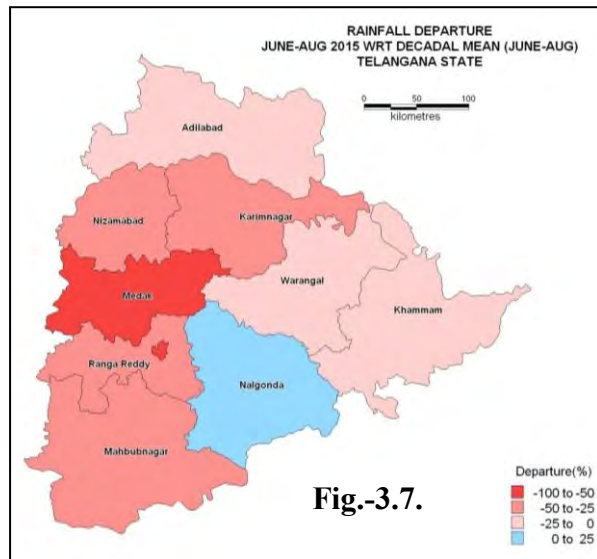 RAINFALL DEPARTURE
JUNE-AUG 2015 WRT DECADAL MEAN (JUNE-AUG)
TELANGANA STATE
0 50 100
kilometres
Adilabad
Nizamabad
Karimnagar
Medak
Warangal
Khammam
Ranga Reddy
Nalgonda
Mahbubnagar
Fig.-3.7.
Departure(%)
-100 to -50
-50 to -25
-25 to 0
0 to 25